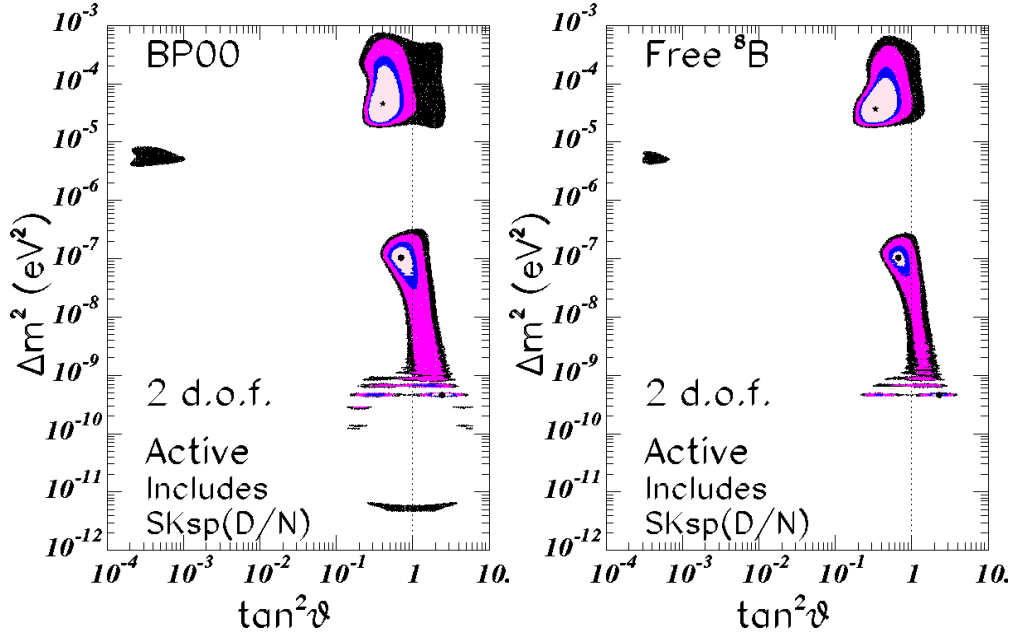 BP00
Δm² (eV²)
10⁻³
10⁻⁴
10⁻⁵
10⁻⁶
10⁻⁷
10⁻⁸
10⁻⁹
10⁻¹⁰
10⁻¹¹
10⁻¹²
2 d.o.f.
Active
Includes
SKsp(D/N)
10⁻⁴ 10⁻³ 10⁻² 10⁻¹ 1 10.
tan²ϑ
Free ⁸B
Δm² (eV²)
10⁻³
10⁻⁴
10⁻⁵
10⁻⁶
10⁻⁷
10⁻⁸
10⁻⁹
10⁻¹⁰
10⁻¹¹
10⁻¹²
2 d.o.f.
Active
Includes
SKsp(D/N)
10⁻⁴ 10⁻³ 10⁻² 10⁻¹ 1 10.
tan²ϑ